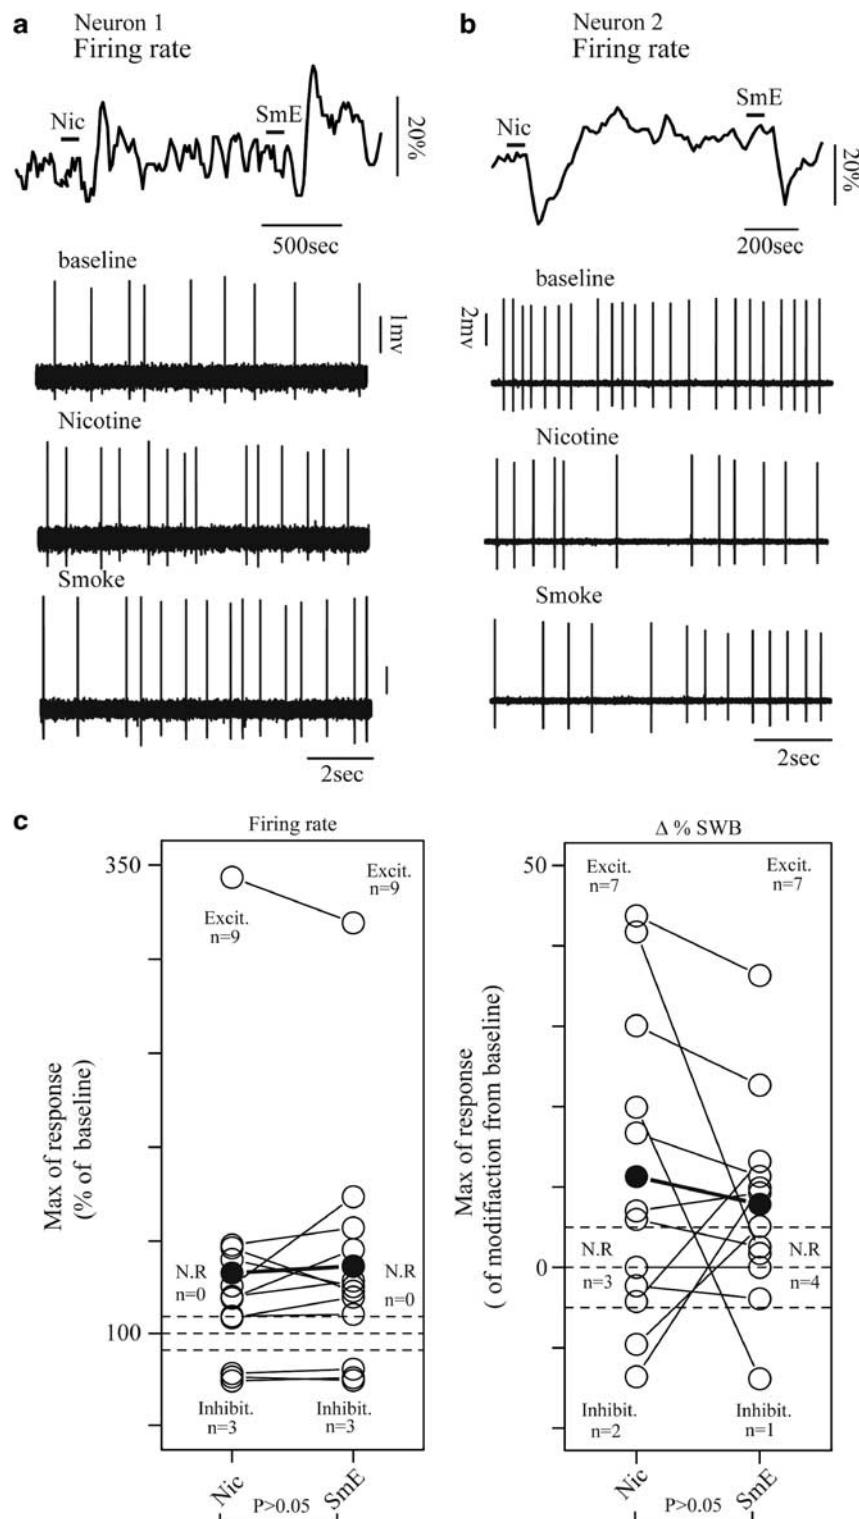 a
Neuron 1
Firing rate
Nic
SmE
20%
500sec
baseline
1mv
Nicotine
Smoke
2sec
b
Neuron 2
Firing rate
Nic
SmE
20%
200sec
baseline
2mv
Nicotine
Smoke
2sec
c
Firing rate
Max of response
(% of baseline)
350
100
Excit.
n=9
Excit.
n=9
N.R
n=0
N.R
n=0
Inhibit.
n=3
Inhibit.
n=3
Nic
P>0.05
SmE
Δ % SWB
Max of response
( of modifiaction from baseline)
50
0
Excit.
n=7
Excit.
n=7
N.R
n=3
N.R
n=4
Inhibit.
n=2
Inhibit.
n=1
Nic
P>0.05
SmE